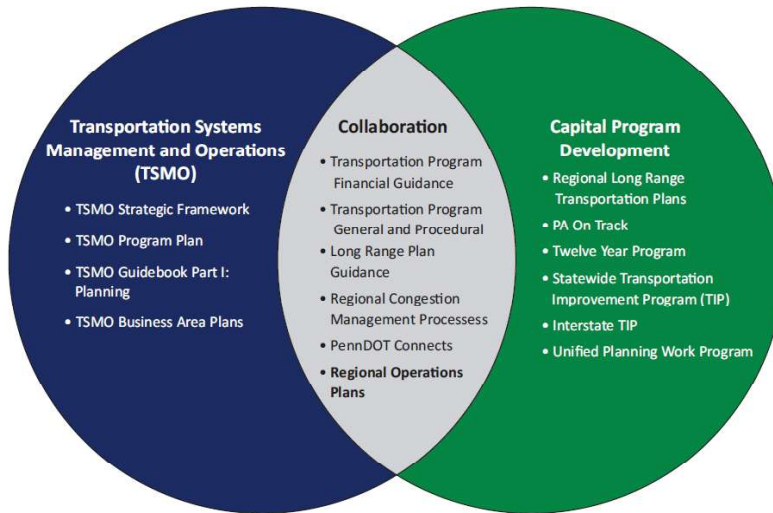 Transportation Systems
Management and Operations
(TSMO)
• TSMO Strategic Framework
• TSMO Program Plan
• TSMO Guidebook Part I:
Planning
• TSMO Business Area Plans
Collaboration
• Transportation Program
Financial Guidance
• Transportation Program
General and Procedural
• Long Range Plan
Guidance
• Regional Congestion
Management Processess
• PennDOT Connects
• Regional Operations
Plans
Capital Program
Development
• Regional Long Range
Transportation Plans
• PA On Track
• Twelve Year Program
• Statewide Transportation
Improvement Program (TIP)
• Interstate TIP
• Unified Planning Work Program